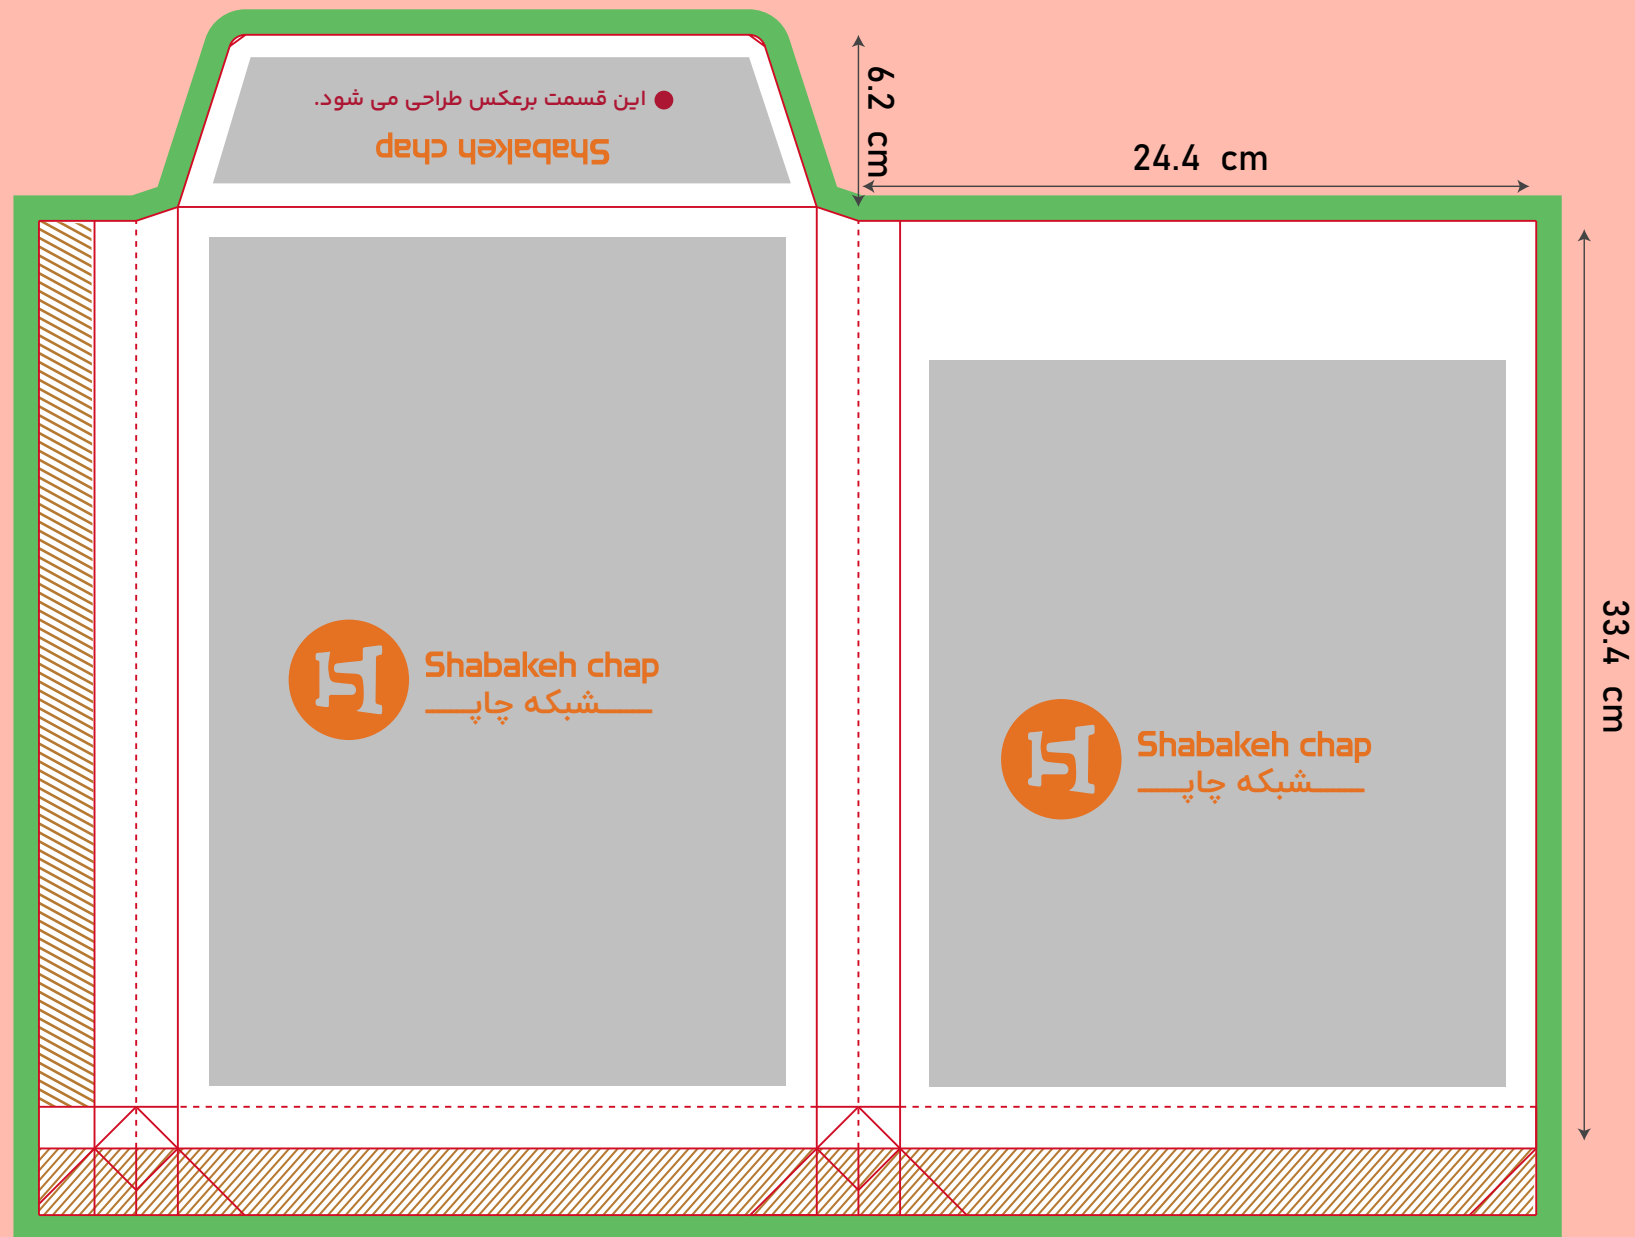 این قسمت برعکس طراحی می شود.
Shabakeh chap
6.2 cm
24.4 cm
33.4 cm
Shabakeh chap
شبکه چاپ
Shabakeh chap
شبکه چاپ